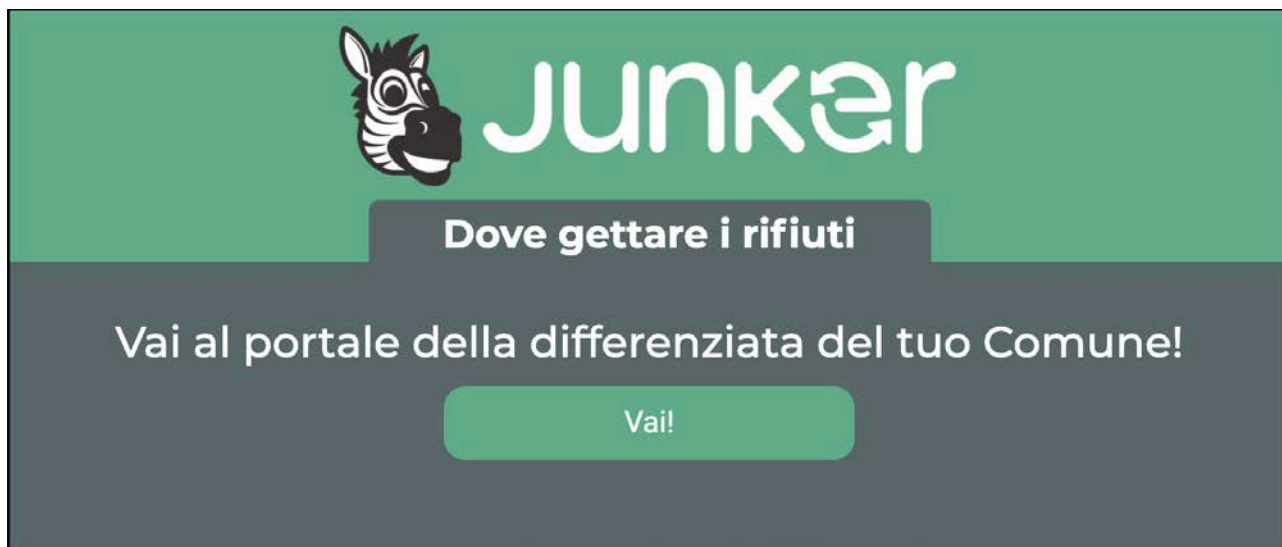 Junker
Dove gettare i rifiuti
Vai al portale della differenziata del tuo Comune!
Vai!